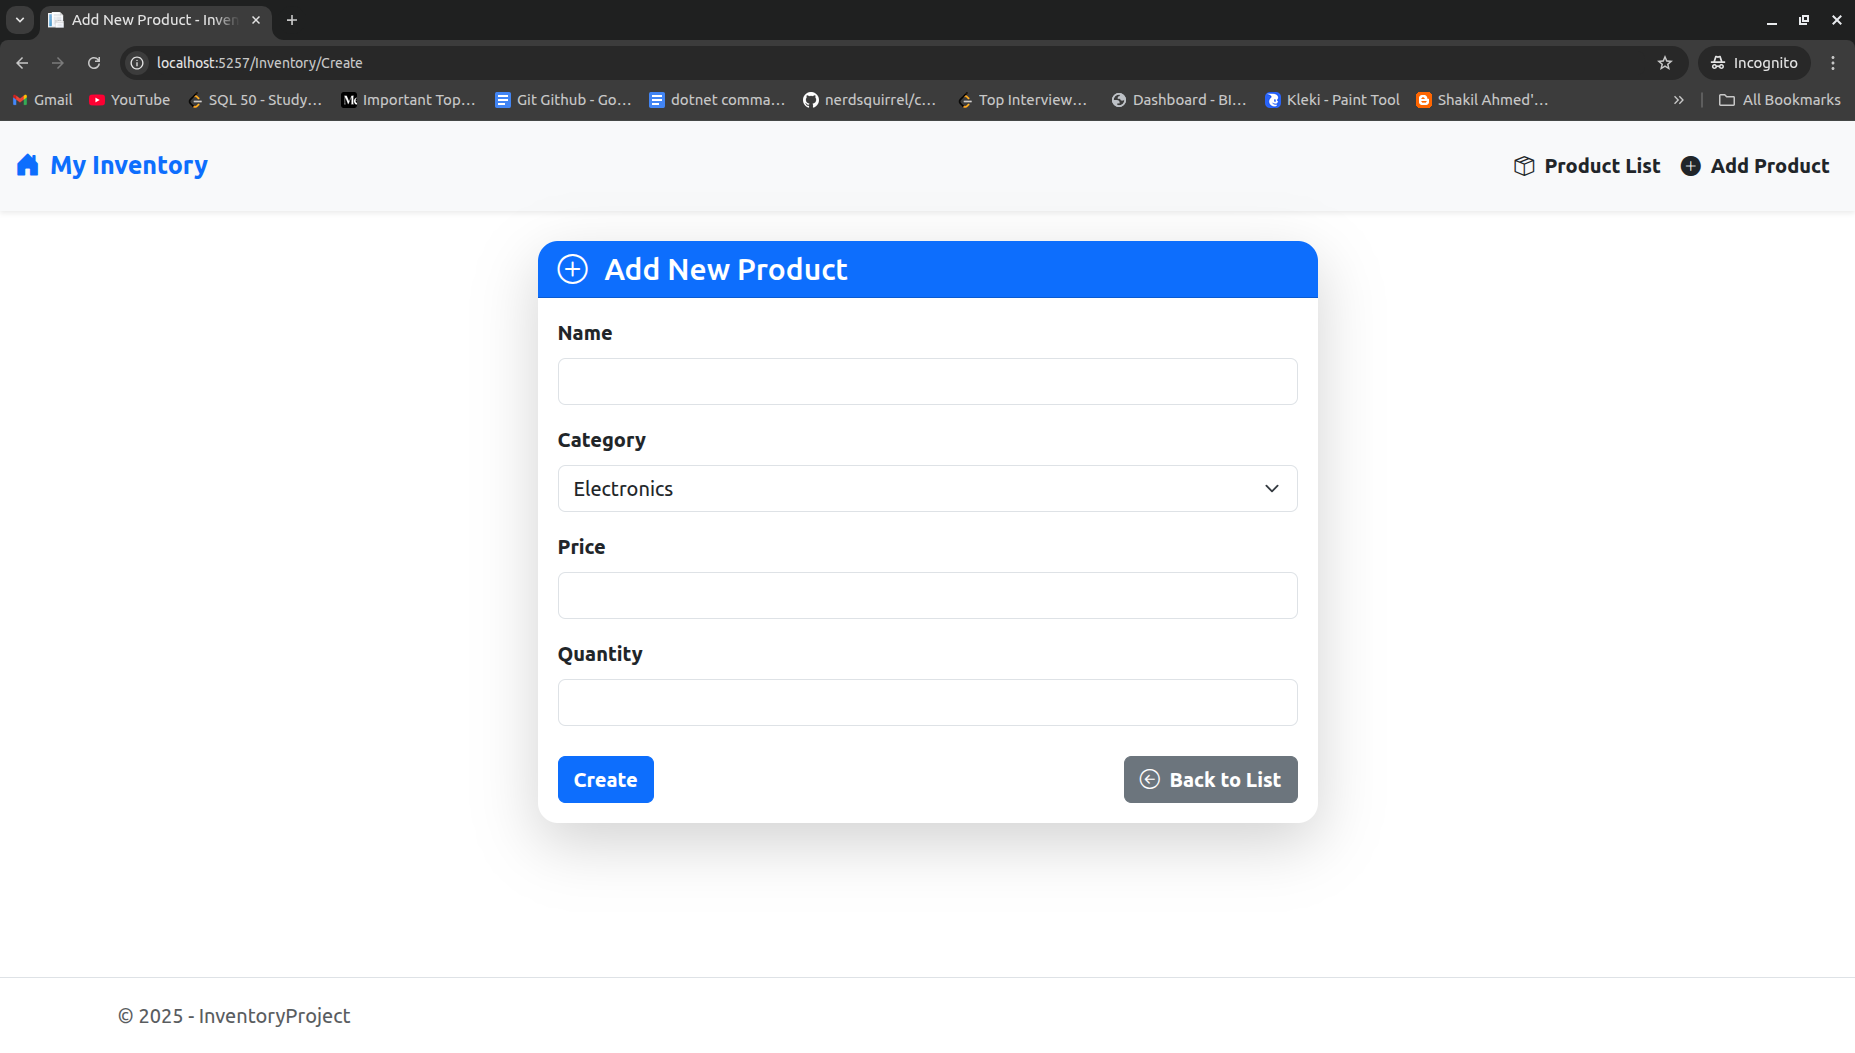 Add New Product - Inven
localhost:5257/Inventory/Create
Incognito
Gmail
YouTube
SQL 50 - Study...
Important Top...
Git Github - Go...
dotnet comma...
nerdsquirrel/c...
Top Interview...
Dashboard - BI...
Kleki - Paint Tool
Shakil Ahmed'...
All Bookmarks
My Inventory
Product List
Add Product
Add New Product
Name
Category
Electronics
Price
Quantity
Create
Back to List
© 2025 - InventoryProject